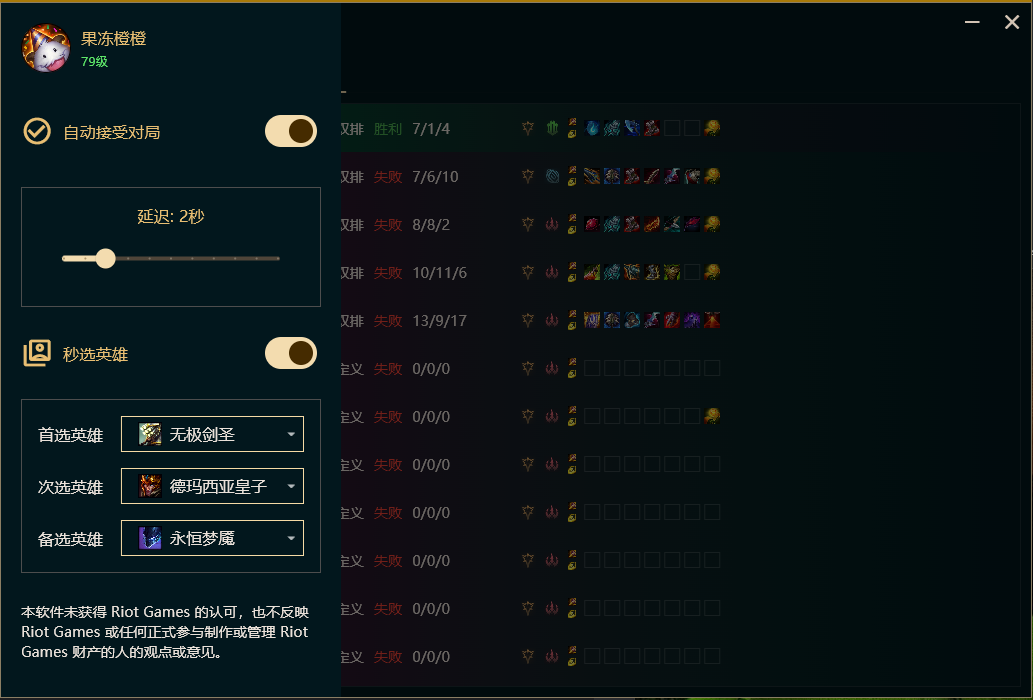 果冻橙橙
79级
自动接受对局
延迟: 2秒
秒选英雄
首选英雄 无极剑圣
次选英雄 德玛西亚皇子
备选英雄 永恒梦魇
本软件未获得 Riot Games 的认可，也不反映
Riot Games 或任何正式参与制作或管理 Riot
Games 财产的人的观点或意见。
双排 胜利 7/1/4
双排 失败 7/6/10
双排 失败 8/8/2
双排 失败 10/11/6
双排 失败 13/9/17
定义 失败 0/0/0
定义 失败 0/0/0
定义 失败 0/0/0
定义 失败 0/0/0
定义 失败 0/0/0
定义 失败 0/0/0
定义 失败 0/0/0